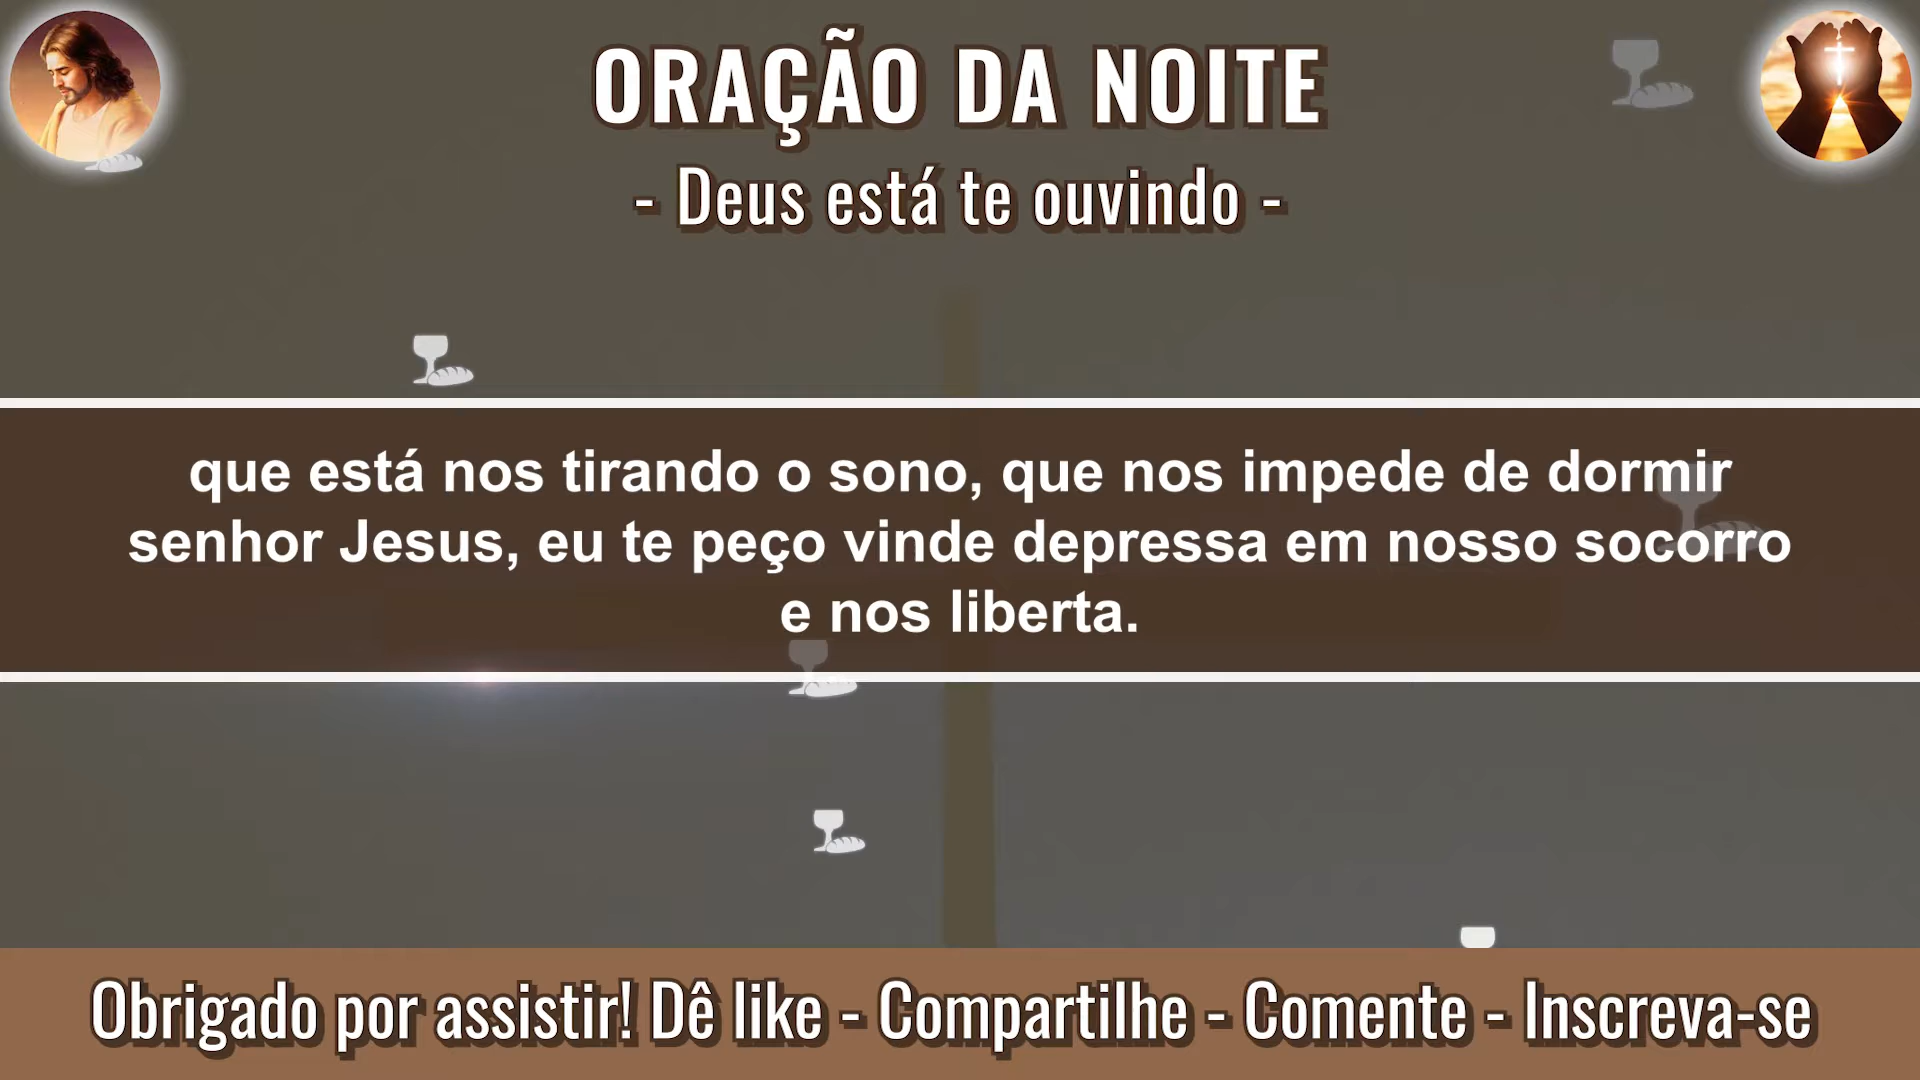 ORAÇÃO DA NOITE
- Deus está te ouvindo -
que está nos tirando o sono, que nos impede de dormir
senhor Jesus, eu te peço vinde depressa em nosso socorro
e nos liberta.
Obrigado por assistir! Dê like - Compartilhe - Comente - Inscreva-se